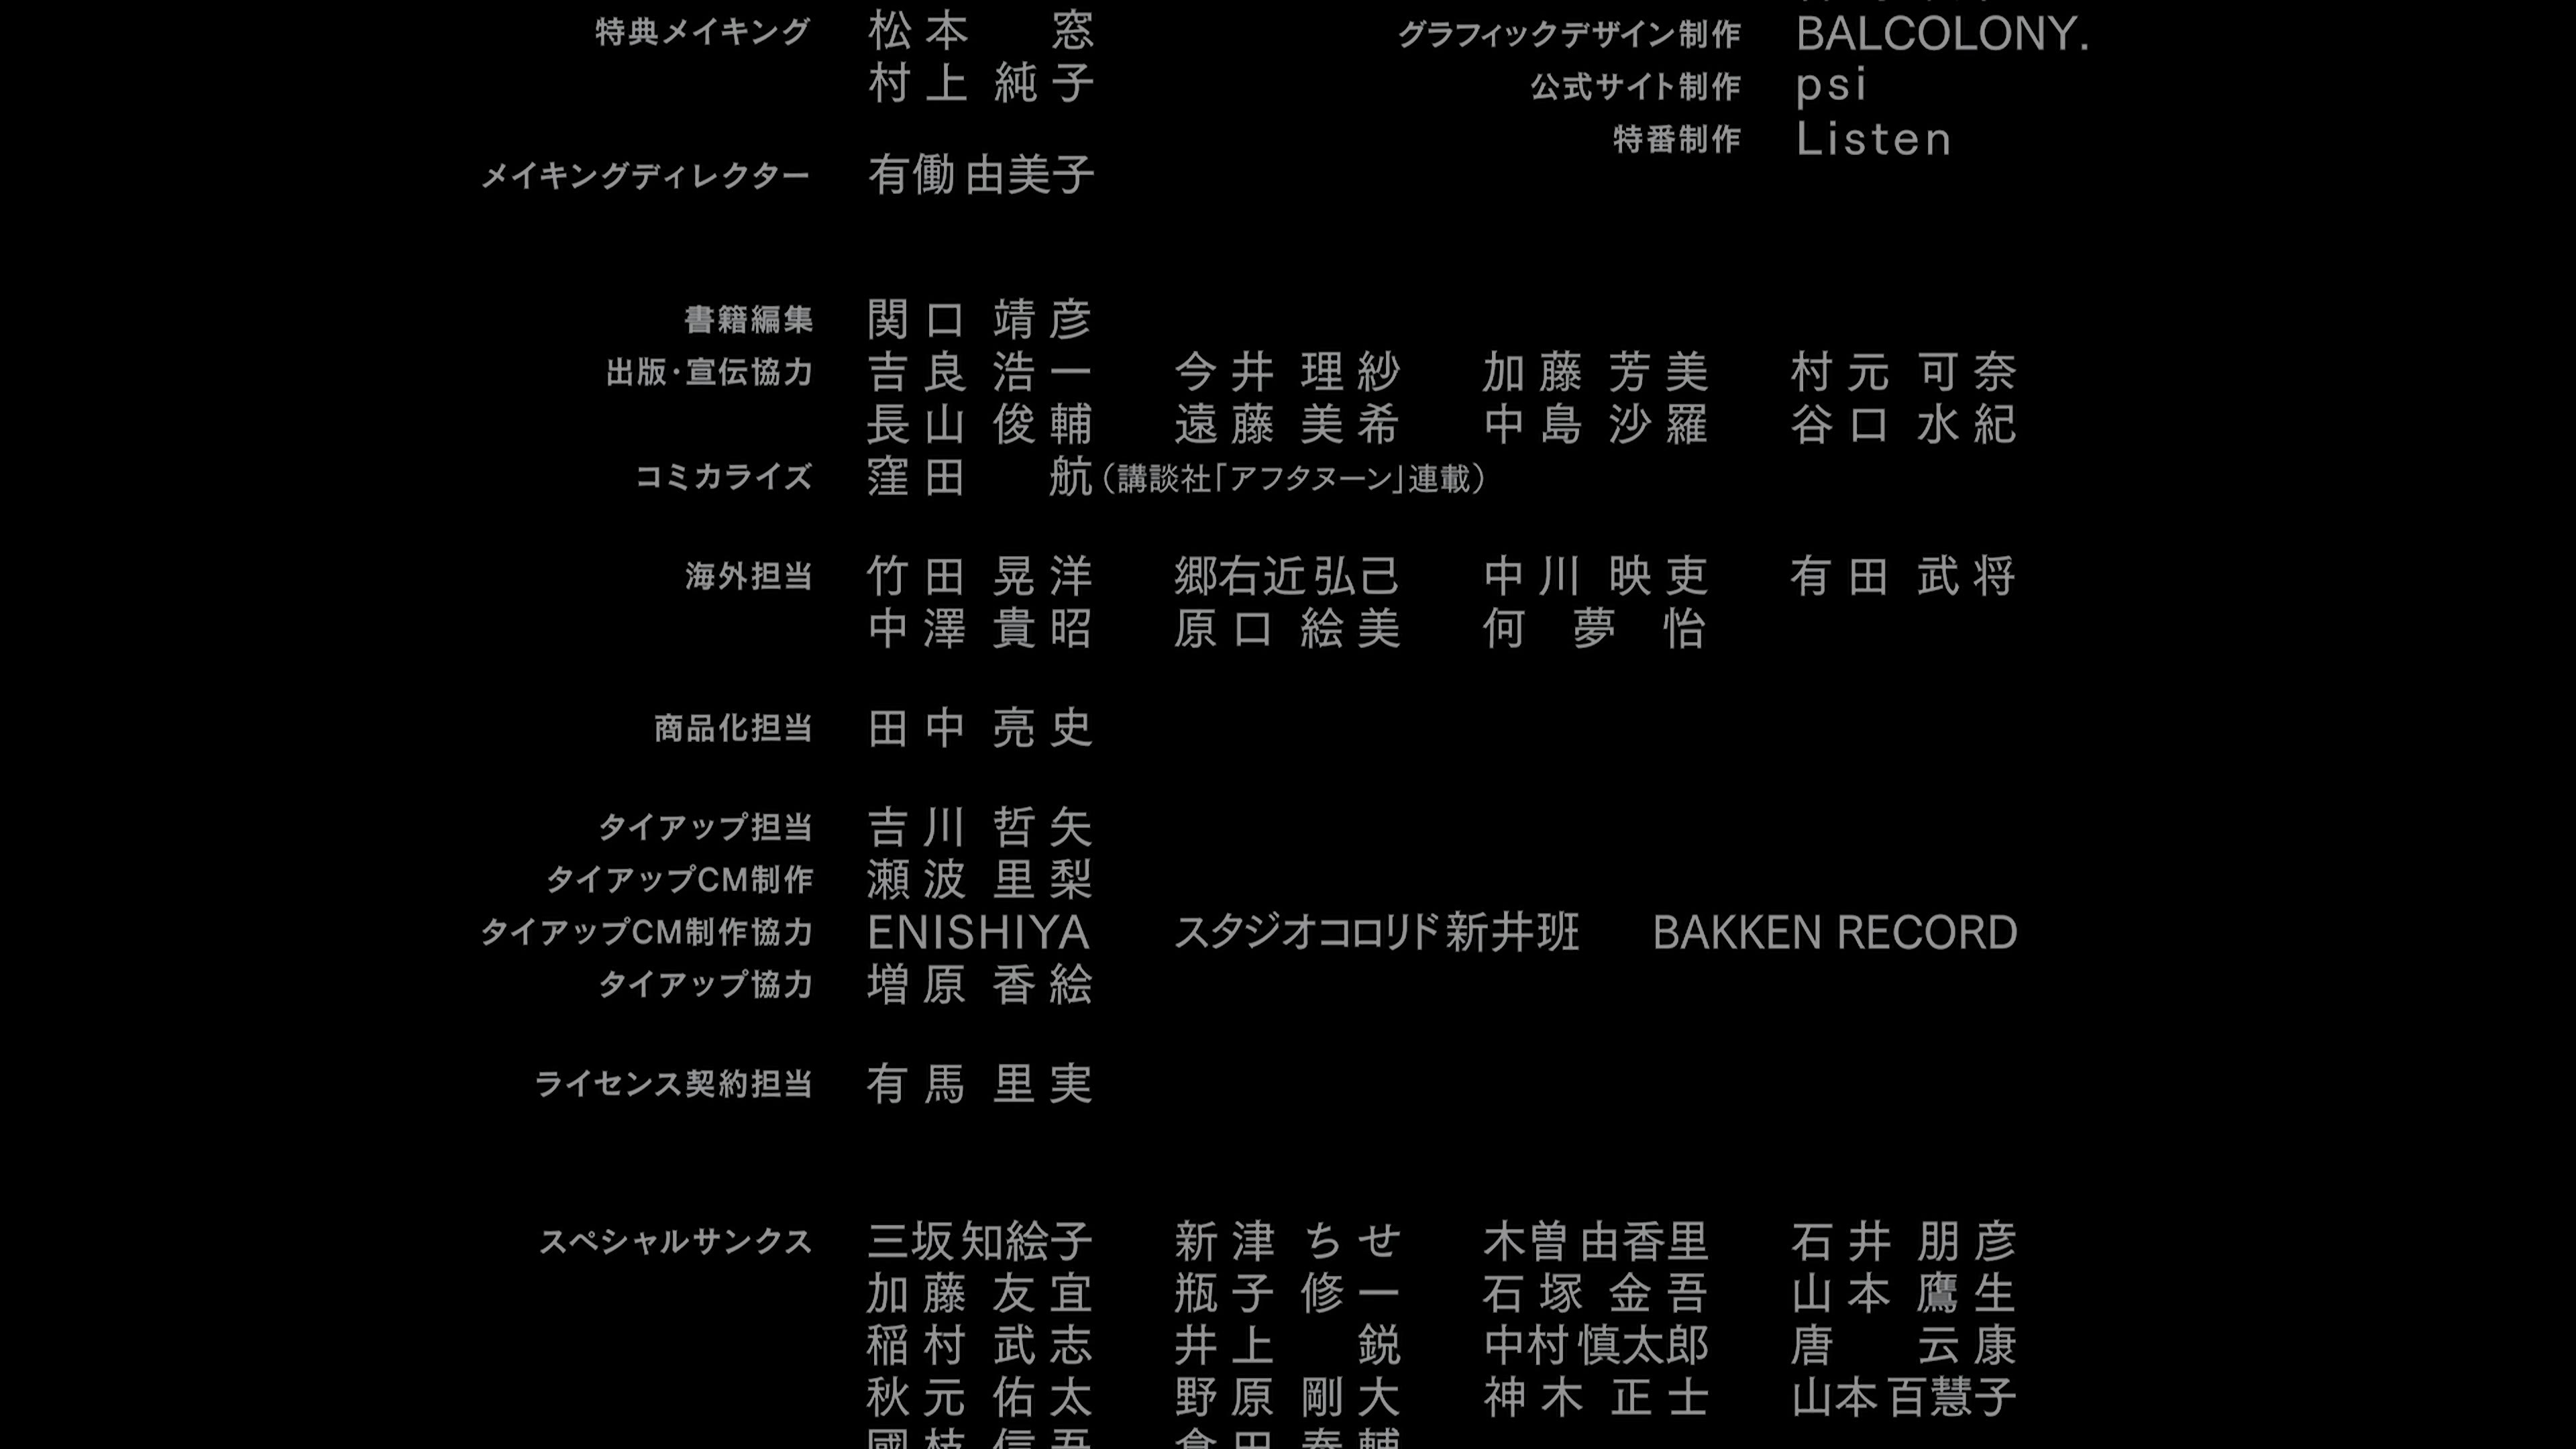 特典メイキング 松本 窓 グラフィックデザイン制作 BALCOLONY.
村上純子 公式サイト制作 psi
特番制作 Listen
メイキングディレクター 有働由美子
書籍編集 関口靖彦
出版・宣伝協力 吉良浩一 今井理紗 加藤芳美 村元可奈
長山俊輔 遠藤美希 中島沙羅 谷口水紀
コミカライズ 窪田 航（講談社「アフタヌーン」連載）
海外担当 竹田晃洋 郷右近弘己 中川映吏 有田武将
中澤貴昭 原口絵美 何夢怡
商品化担当 田中亮史
タイアップ担当 吉川哲矢
タイアップCM制作 瀬波里梨
タイアップCM制作協力 ENISHIYA スタジオコロリド新井班 BAKKEN RECORD
タイアップ協力 増原香絵
ライセンス契約担当 有馬里実
スペシャルサンクス 三坂知絵子 新津ちせ 木曽由香里 石井朋彦
加藤友宜 瓶子修一 石塚金吾 山本鷹生
稲村武志 井上 鋭 中村慎太郎 唐 云康
秋元佑太 野原剛大 神木正士 山本百慧子